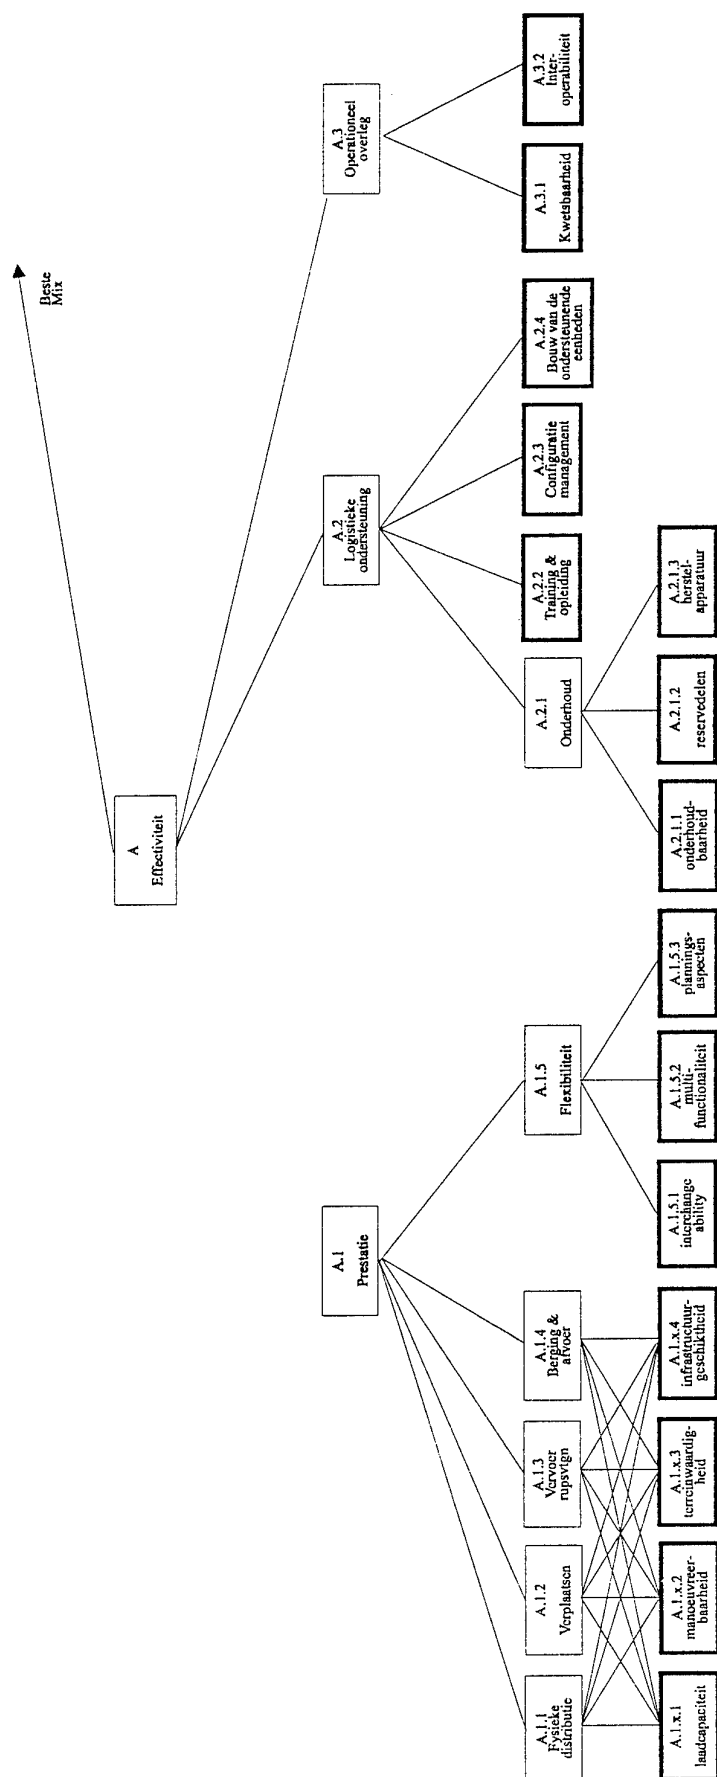 Beste
Mix
A
Effectiviteit
A.1
Prestatie
A.2
Logistieke
ondersteuning
A.3
Operationeel
overleg
A.1.1
Fysieke
distributie
A.1.2
Verplaatsen
A.1.3
Vervoer
rupsvtgn
A.1.4
Berging &
afvoer
A.1.5
Flexibiliteit
A.2.1
Onderhoud
A.2.2
Training &
opleiding
A.2.3
Configuratie
management
A.2.4
Bouw van de
ondersteunende
eenheden
A.3.1
Kwetsbaarheid
A.3.2
Inter-
operabiliteit
A.1.x.1
laadcapaciteit
A.1.x.2
manoeuvreer-
baarheid
A.1.x.3
terreinwaardig-
heid
A.1.x.4
infrastructuur-
geschiktheid
A.1.5.1
interchange
ability
A.1.5.2
multi-
functionaliteit
A.1.5.3
plannings-
aspecten
A.2.1.1
onderhoud-
baarheid
A.2.1.2
reservedelen
A.2.1.3
herstel-
apparatuur